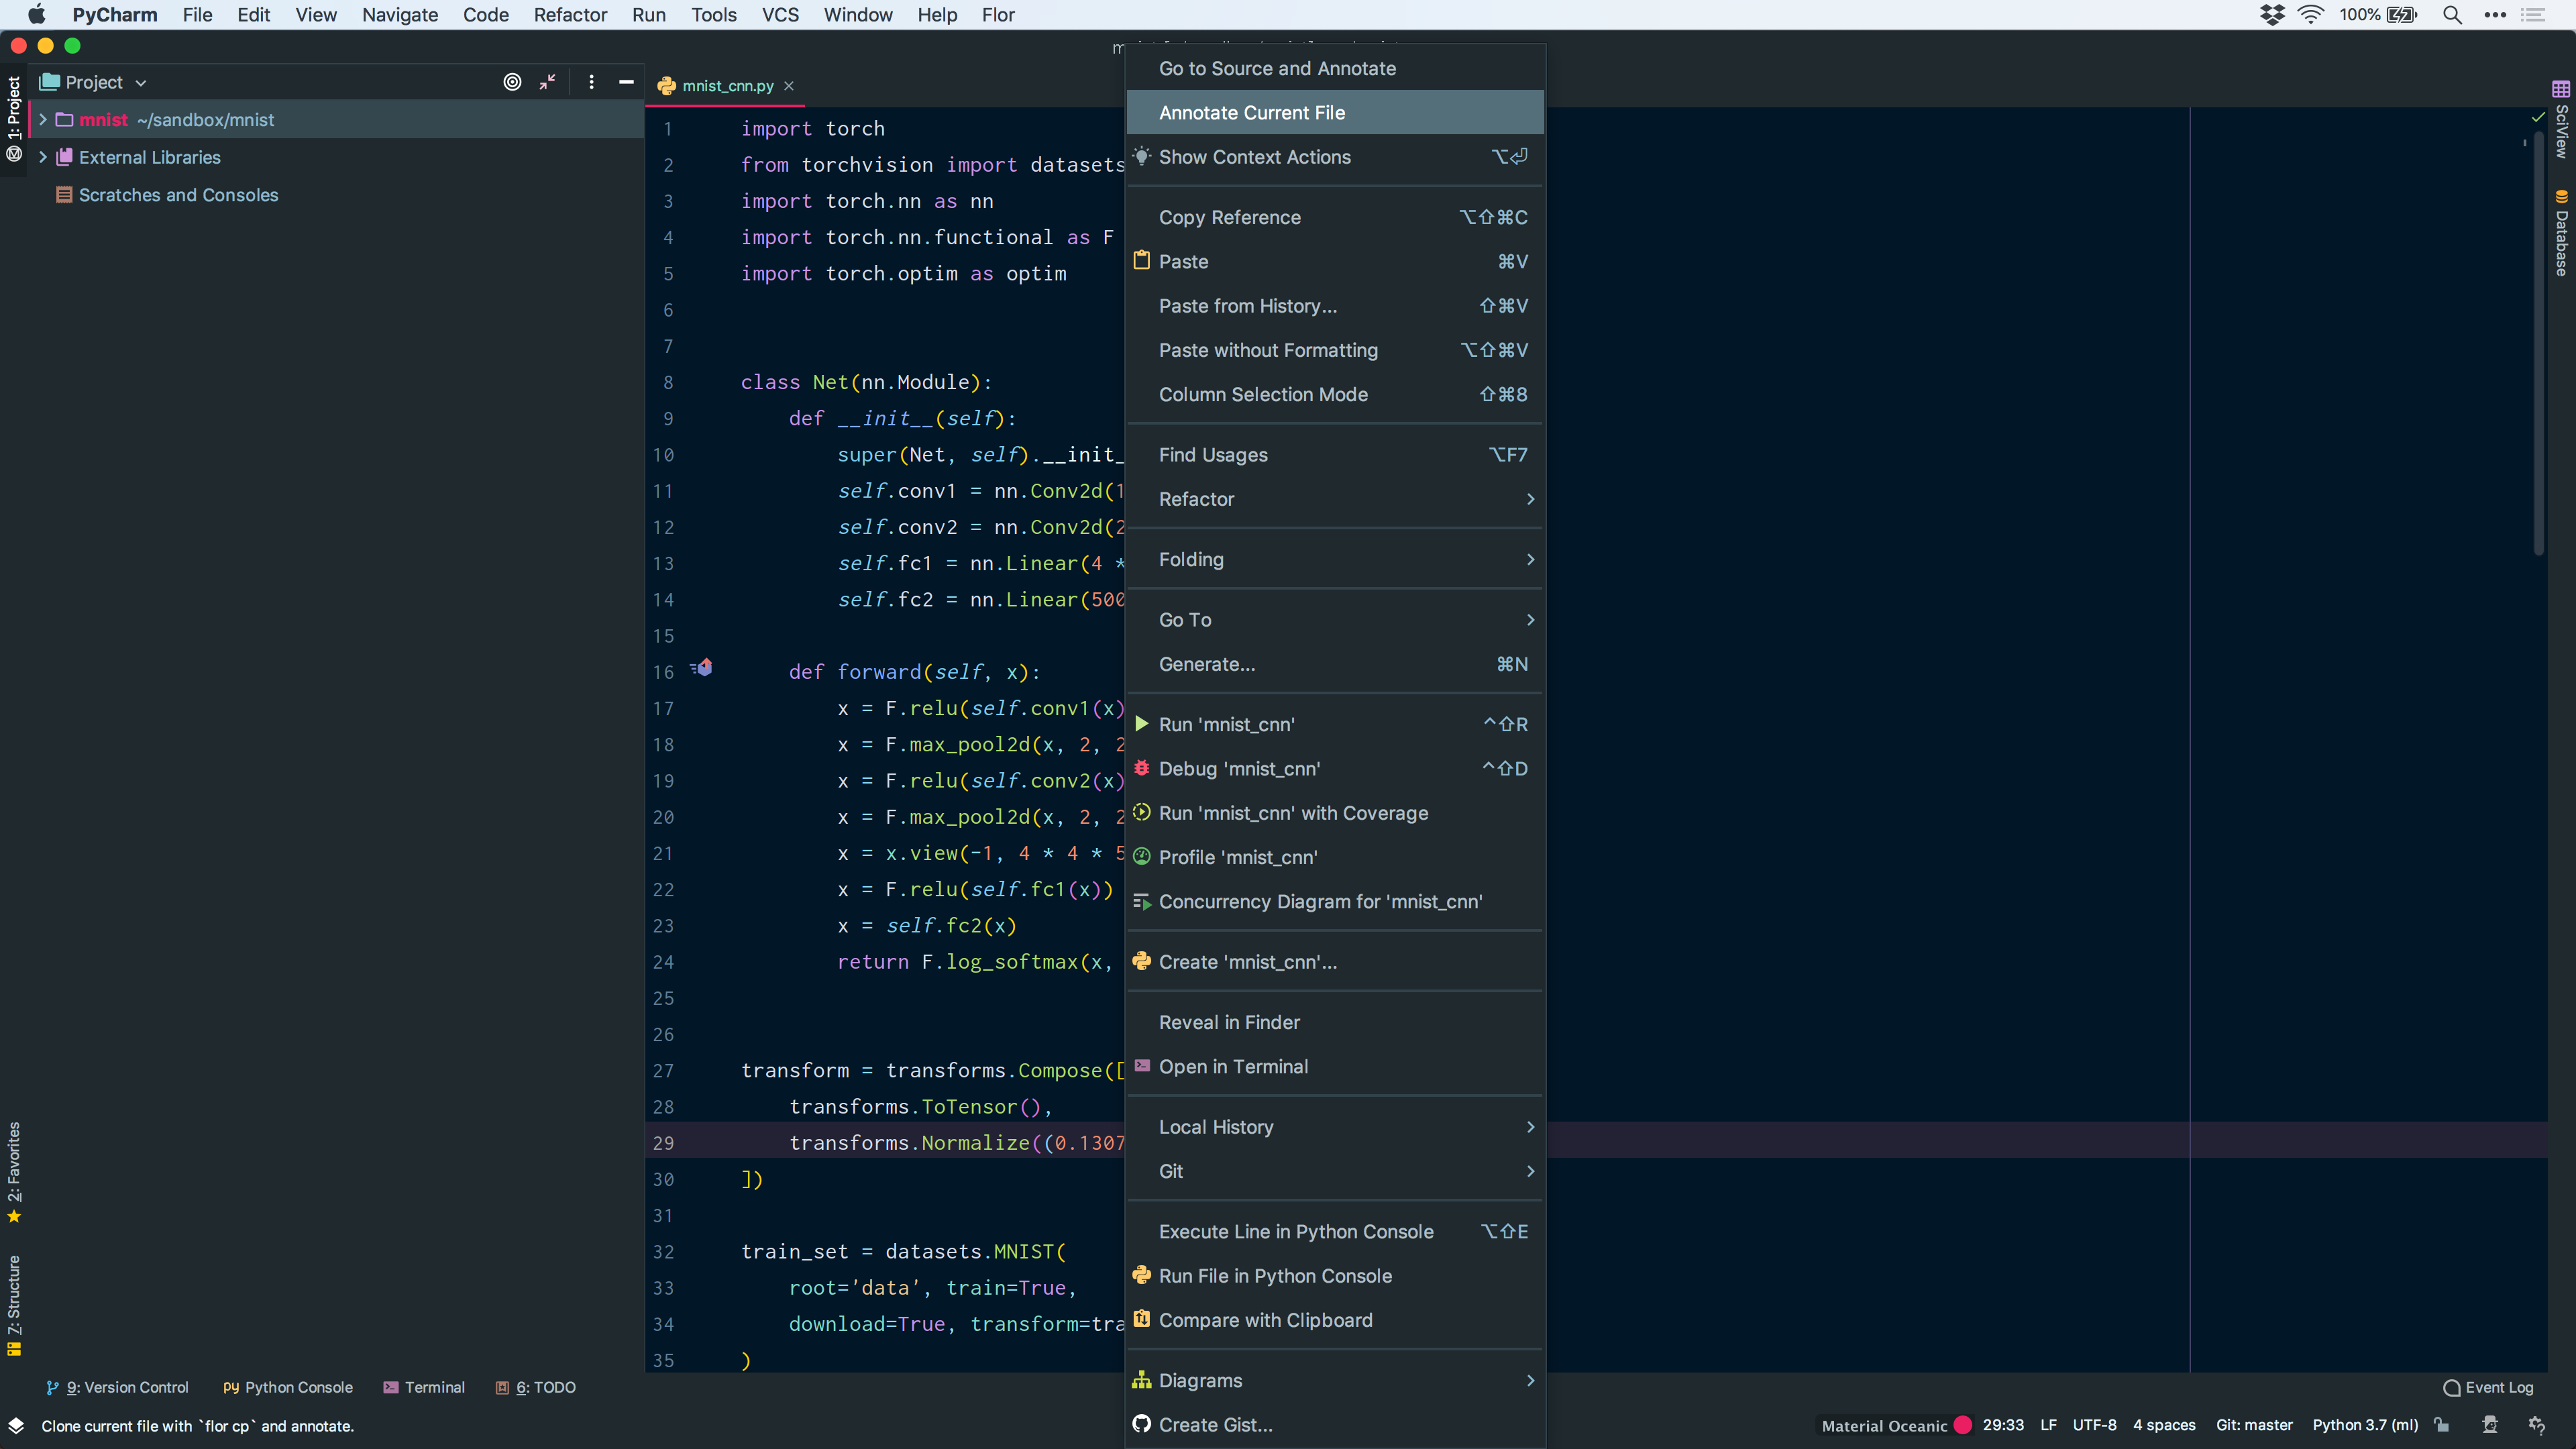 PyCharm File Edit View Navigate Code Refactor Run Tools VCS Window Help Flor 100%
Project
mnist_cnn.py
1: Project
mnist ~/sandbox/mnist
External Libraries
Scratches and Consoles
2: Favorites
7: Structure
1 import torch
2 from torchvision import datasets
3 import torch.nn as nn
4 import torch.nn.functional as F
5 import torch.optim as optim
6
7
8 class Net(nn.Module):
9 def __init__(self):
10 super(Net, self).__init_
11 self.conv1 = nn.Conv2d(1
12 self.conv2 = nn.Conv2d(2
13 self.fc1 = nn.Linear(4 *
14 self.fc2 = nn.Linear(500
15
16 def forward(self, x):
17 x = F.relu(self.conv1(x)
18 x = F.max_pool2d(x, 2, 2
19 x = F.relu(self.conv2(x)
20 x = F.max_pool2d(x, 2, 2
21 x = x.view(-1, 4 * 4 * 5
22 x = F.relu(self.fc1(x))
23 x = self.fc2(x)
24 return F.log_softmax(x,
25
26
27 transform = transforms.Compose([
28 transforms.ToTensor(),
29 transforms.Normalize((0.1307
30 ])
31
32 train_set = datasets.MNIST(
33 root='data', train=True,
34 download=True, transform=tra
35 )
Go to Source and Annotate
Annotate Current File
Show Context Actions ⌥⏎
Copy Reference ⌥⇧⌘C
Paste ⌘V
Paste from History... ⇧⌘V
Paste without Formatting ⌥⇧⌘V
Column Selection Mode ⇧⌘8
Find Usages ⌥F7
Refactor
Folding
Go To
Generate... ⌘N
Run 'mnist_cnn' ^⇧R
Debug 'mnist_cnn' ^⇧D
Run 'mnist_cnn' with Coverage
Profile 'mnist_cnn'
Concurrency Diagram for 'mnist_cnn'
Create 'mnist_cnn'...
Reveal in Finder
Open in Terminal
Local History
Git
Execute Line in Python Console ⌥⇧E
Run File in Python Console
Compare with Clipboard
Diagrams
Create Gist...
SciView
Database
9: Version Control Python Console Terminal 6: TODO Event Log
Clone current file with `flor cp` and annotate. Material Oceanic 29:33 LF UTF-8 4 spaces Git: master Python 3.7 (ml)